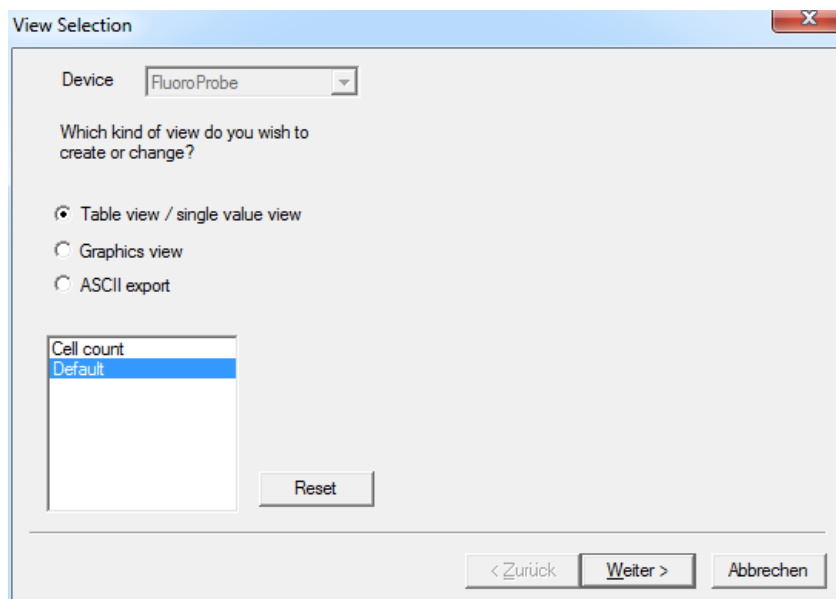 View Selection
Device FluoroProbe
Which kind of view do you wish to
create or change?
Table view / single value view
Graphics view
ASCII export
Cell count
Default
Reset
< Zurück Weiter > Abbrechen